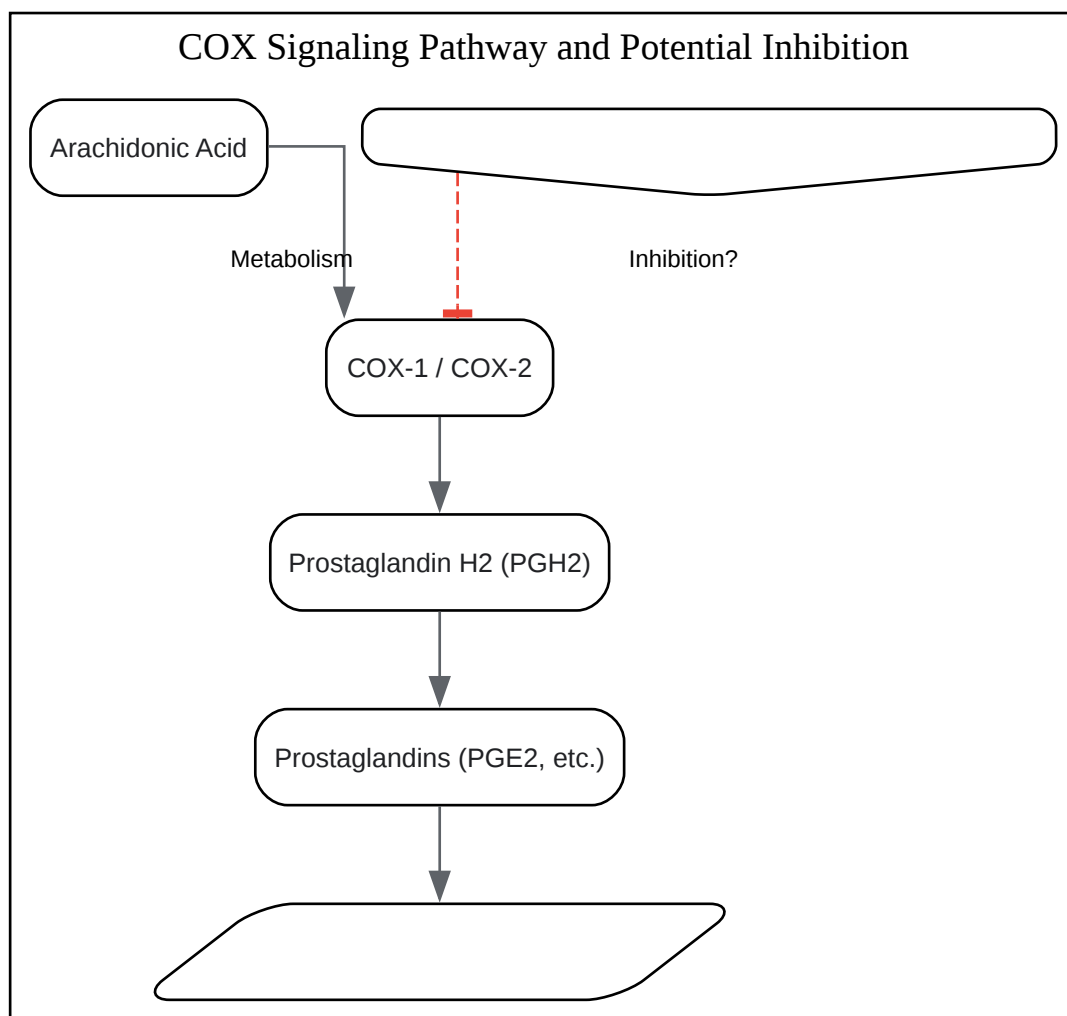 COX Signaling Pathway and Potential Inhibition
Arachidonic Acid
Metabolism
Inhibition?
COX-1 / COX-2
Prostaglandin H2 (PGH2)
Prostaglandins (PGE2, etc.)